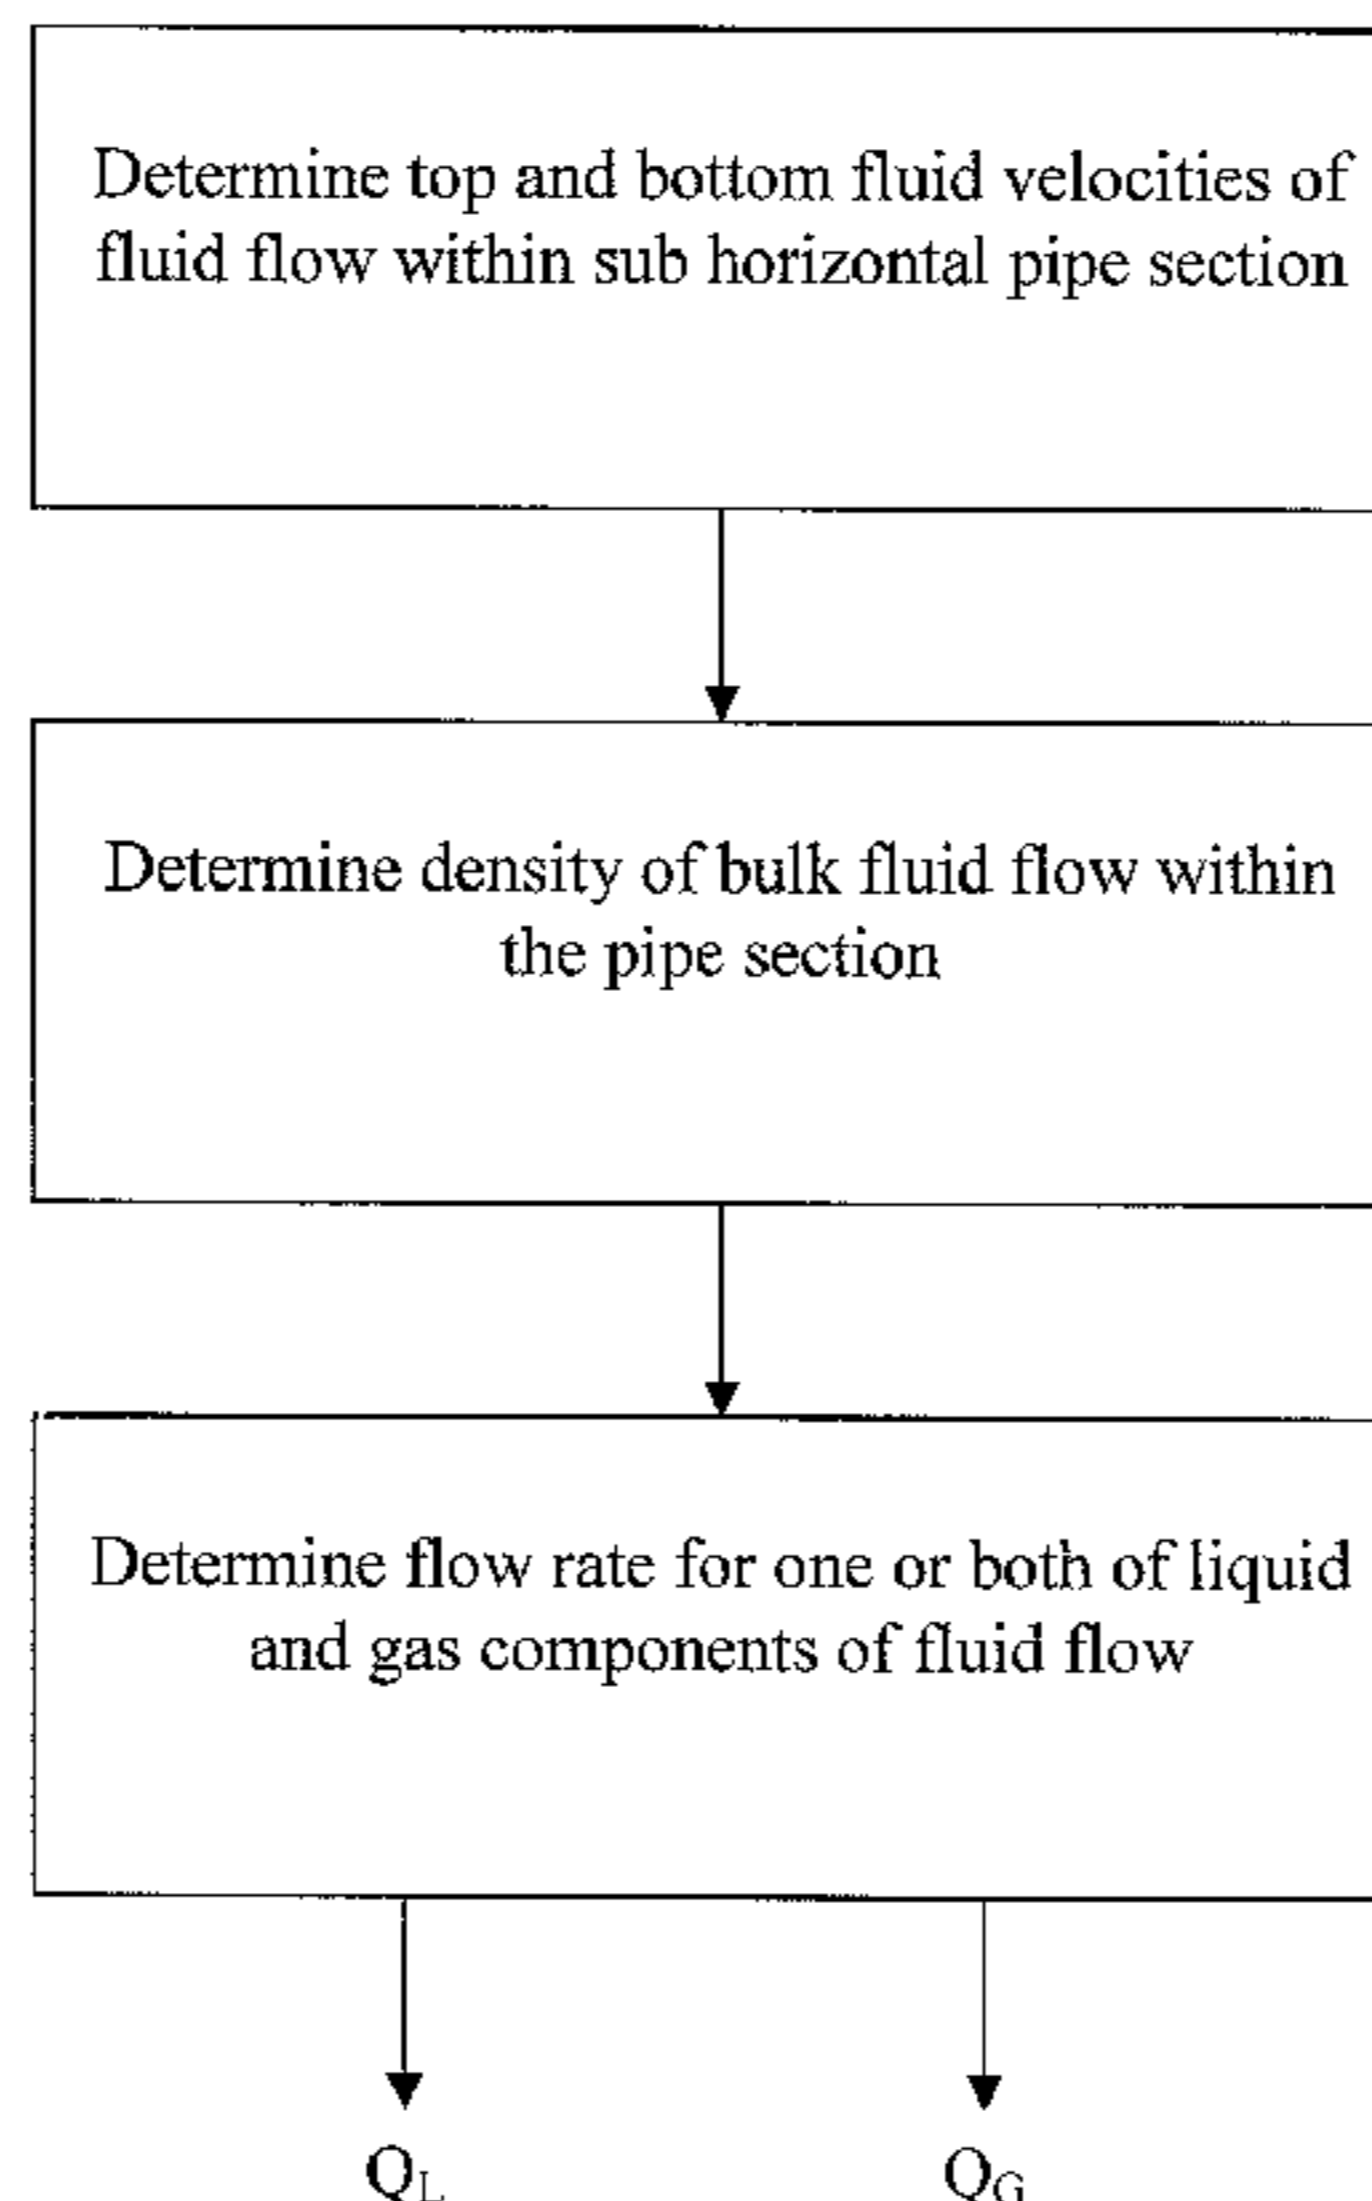 Determine top and bottom fluid velocities of
fluid flow within sub horizontal pipe section
Determine density of bulk fluid flow within
the pipe section
Determine flow rate for one or both of liquid
and gas components of fluid flow
Q_L Q_G